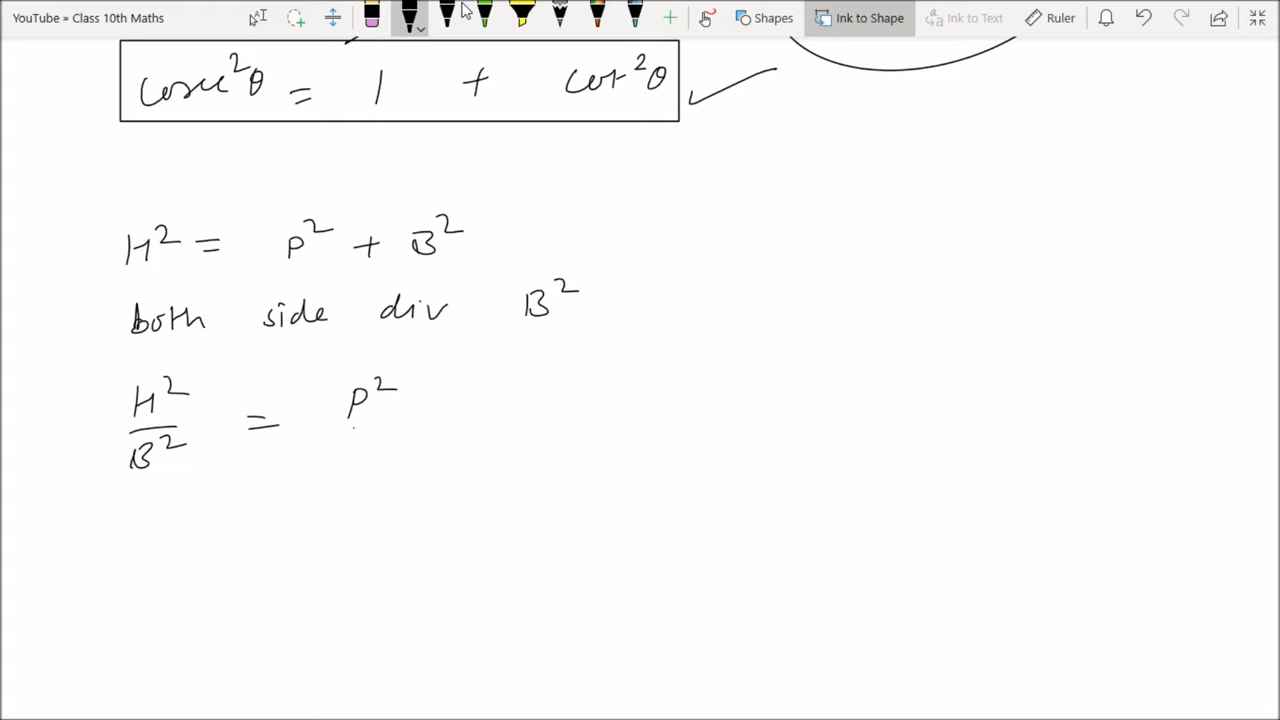 YouTube » Class 10th Maths Shapes Ink to Shape Ink to Text Ruler
cosec²θ = 1 + cot²θ
H² = P² + B²
both side div B²
H²/B² = P²